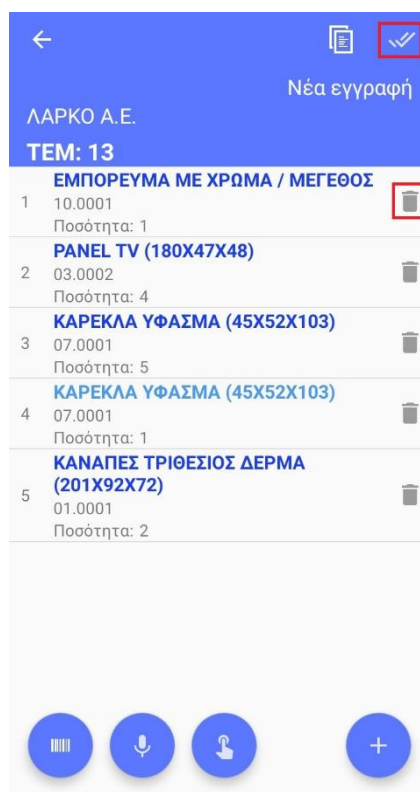 Νέα εγγραφή
ΛΑΡΚΟ Α.Ε.
ΤΕΜ: 13
ΕΜΠΟΡΕΥΜΑ ΜΕ ΧΡΩΜΑ / ΜΕΓΕΘΟΣ
1
10.0001
Ποσότητα: 1
PANEL TV (180X47X48)
2
03.0002
Ποσότητα: 4
ΚΑΡΕΚΛΑ ΥΦΑΣΜΑ (45X52X103)
3
07.0001
Ποσότητα: 5
ΚΑΡΕΚΛΑ ΥΦΑΣΜΑ (45X52X103)
4
07.0001
Ποσότητα: 1
ΚΑΝΑΠΕΣ ΤΡΙΘΕΣΙΟΣ ΔΕΡΜΑ
(201X92X72)
5
01.0001
Ποσότητα: 2